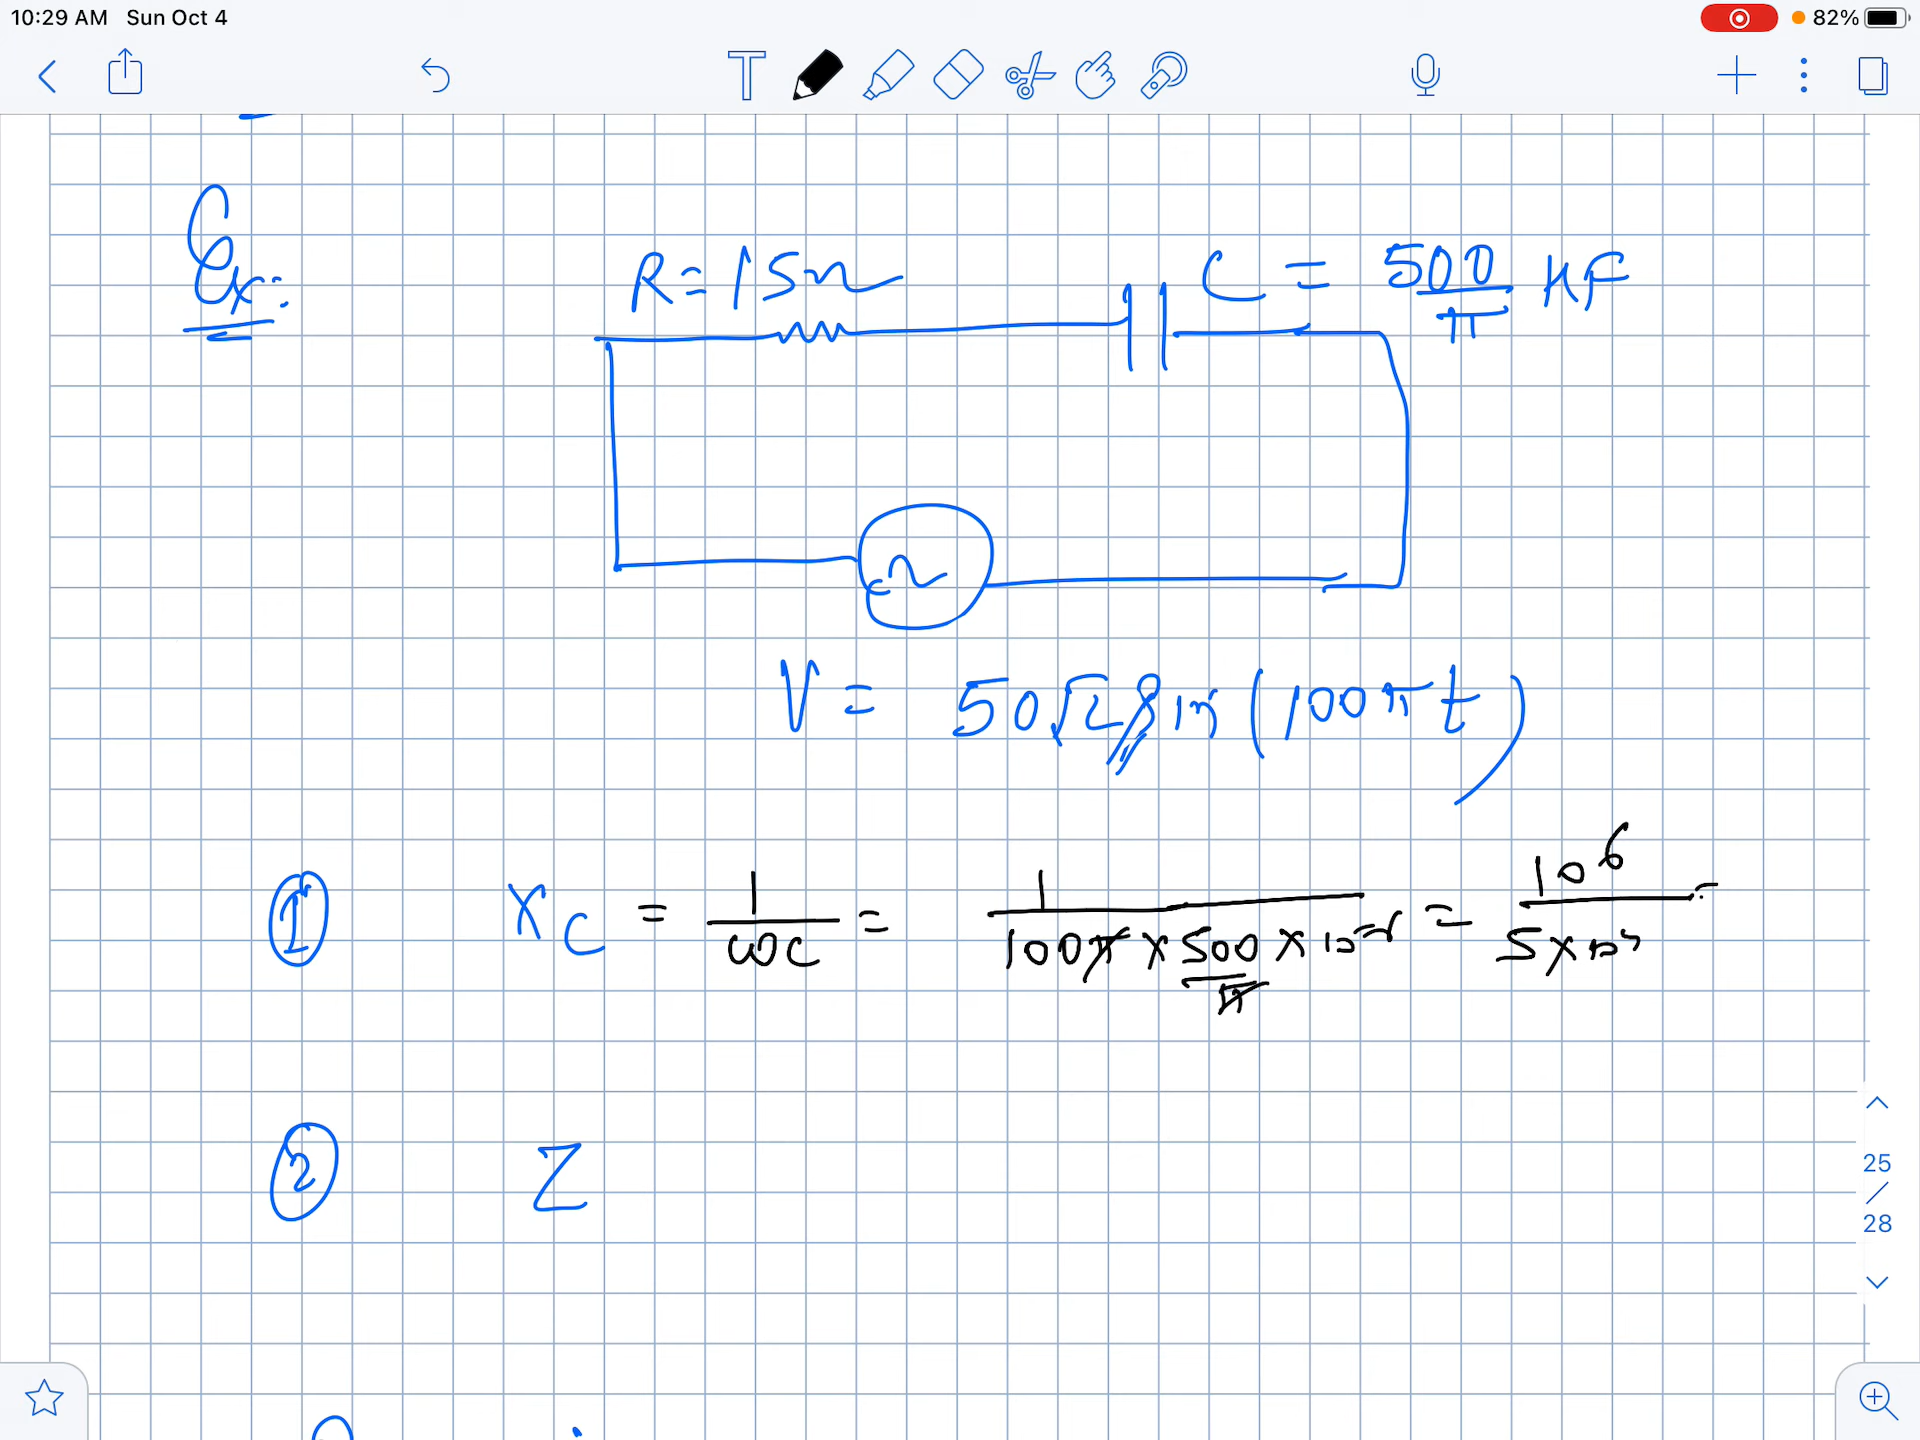 10:29 AM Sun Oct 4
82%
T
Ex:
R = 15Ω
C = 500/π μF
V = 50√2 sin(100πt)
① XC = 1/ωC = 1/(100π × 500/π × 10⁻⁶) = 10⁶/(5 × 10⁴) =
② Z
25
/
28